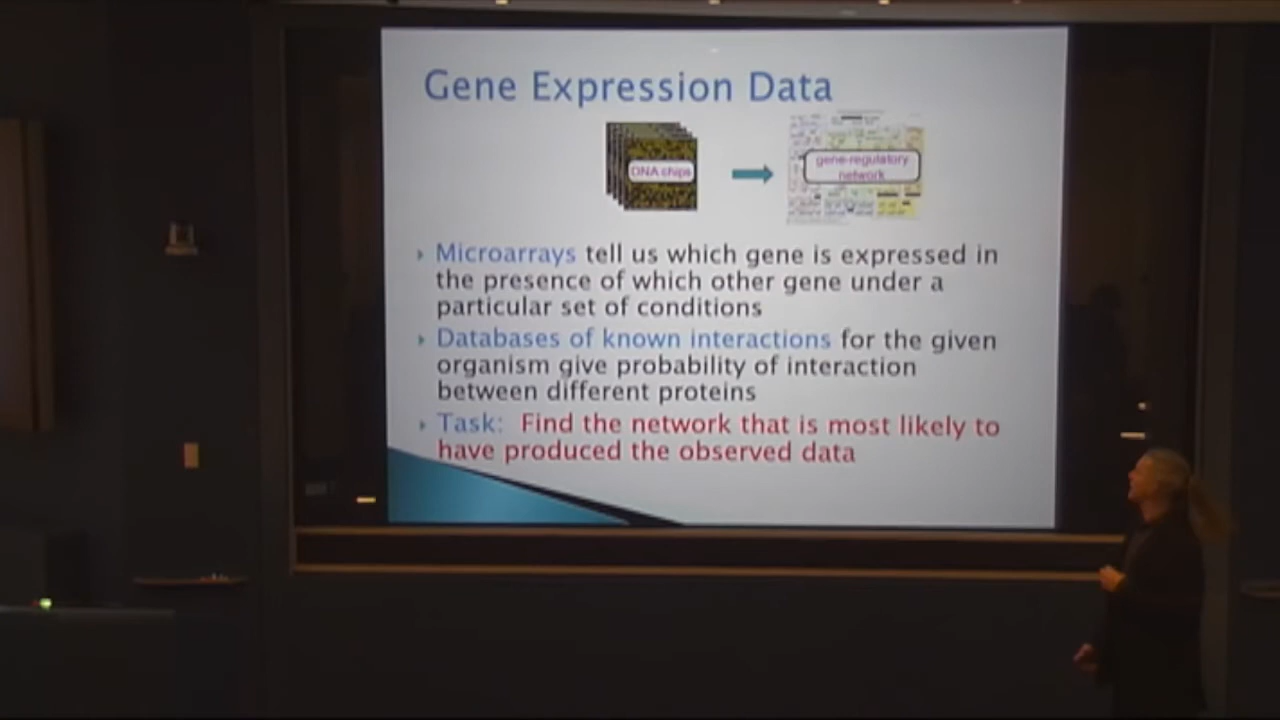 Gene Expression Data
DNA chips
gene-regulatory
network
Microarrays tell us which gene is expressed in
the presence of which other gene under a
particular set of conditions
Databases of known interactions for the given
organism give probability of interaction
between different proteins
Task: Find the network that is most likely to
have produced the observed data